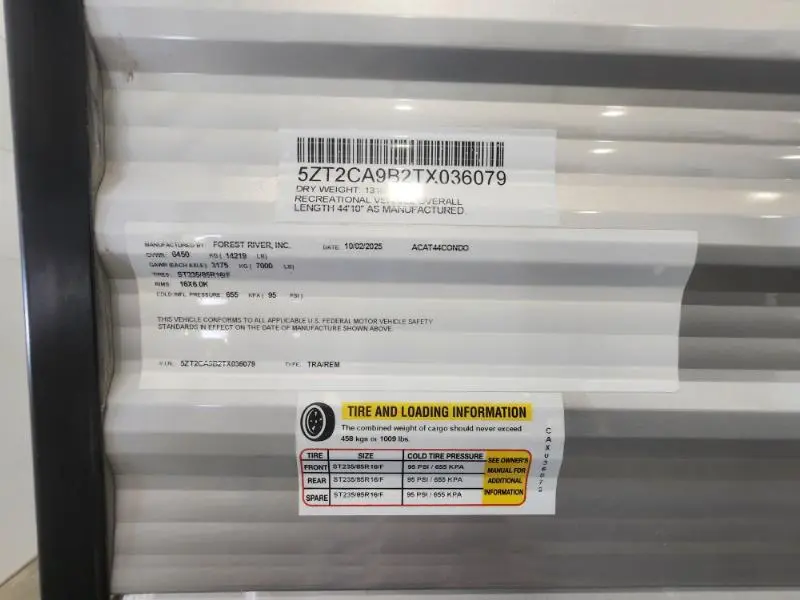 5ZT2CA9B2TX036079
DRY WEIGHT: 131
RECREATIONAL OVERALL
LENGTH 44'10" AS MANUFACTURED.
MANUFACTURED BY: FOREST RIVER, INC. DATE: 10/02/2025 ACAT44CONDO
GVWR: 6450 KG ( 14219 LB)
GAWR (EACH AXLE) 3175 KG ( 7000 LB)
TIRES: ST235/85R16/F
RIMS: 16X6.0K
COLD INFL PRESSURE: 655 KPA ( 95 PSI)
THIS VEHICLE CONFORMS TO ALL APPLICABLE U.S. FEDERAL MOTOR VEHICLE SAFETY
STANDARDS IN EFFECT ON THE DATE OF MANUFACTURE SHOWN ABOVE.
V.I.N.: 5ZT2CA9B2TX036079 TYPE: TRA/REM
TIRE AND LOADING INFORMATION
The combined weight of cargo should never exceed
458 kgs or 1009 lbs.
TIRE SIZE COLD TIRE PRESSURE
FRONT ST235/85R16/F 95 PSI / 655 KPA
REAR ST235/85R16/F 95 PSI / 655 KPA
SPARE ST235/85R16/F 95 PSI / 655 KPA
SEE OWNER'S
MANUAL FOR
ADDITIONAL
INFORMATION